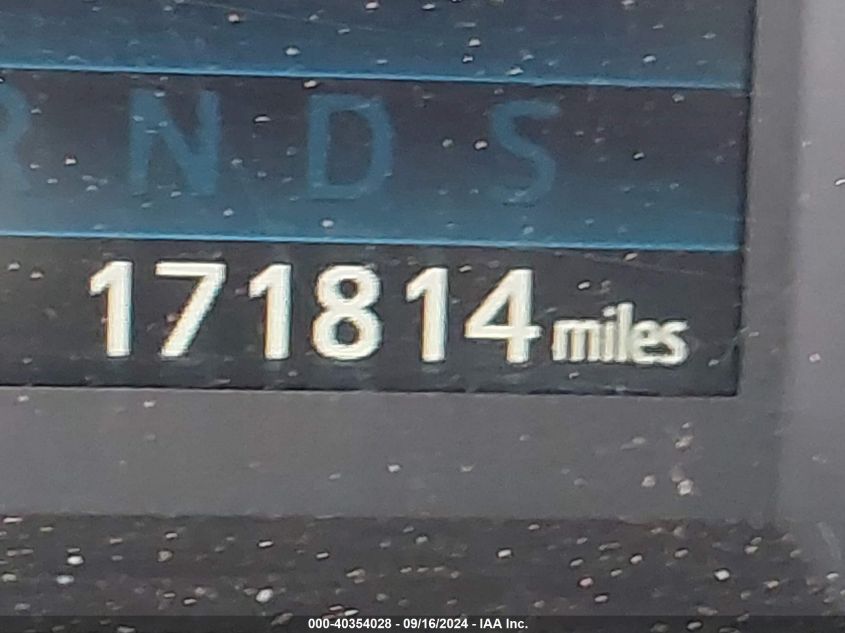 R N D S
171814 miles
000-40354028 - 09/16/2024 - IAA Inc.